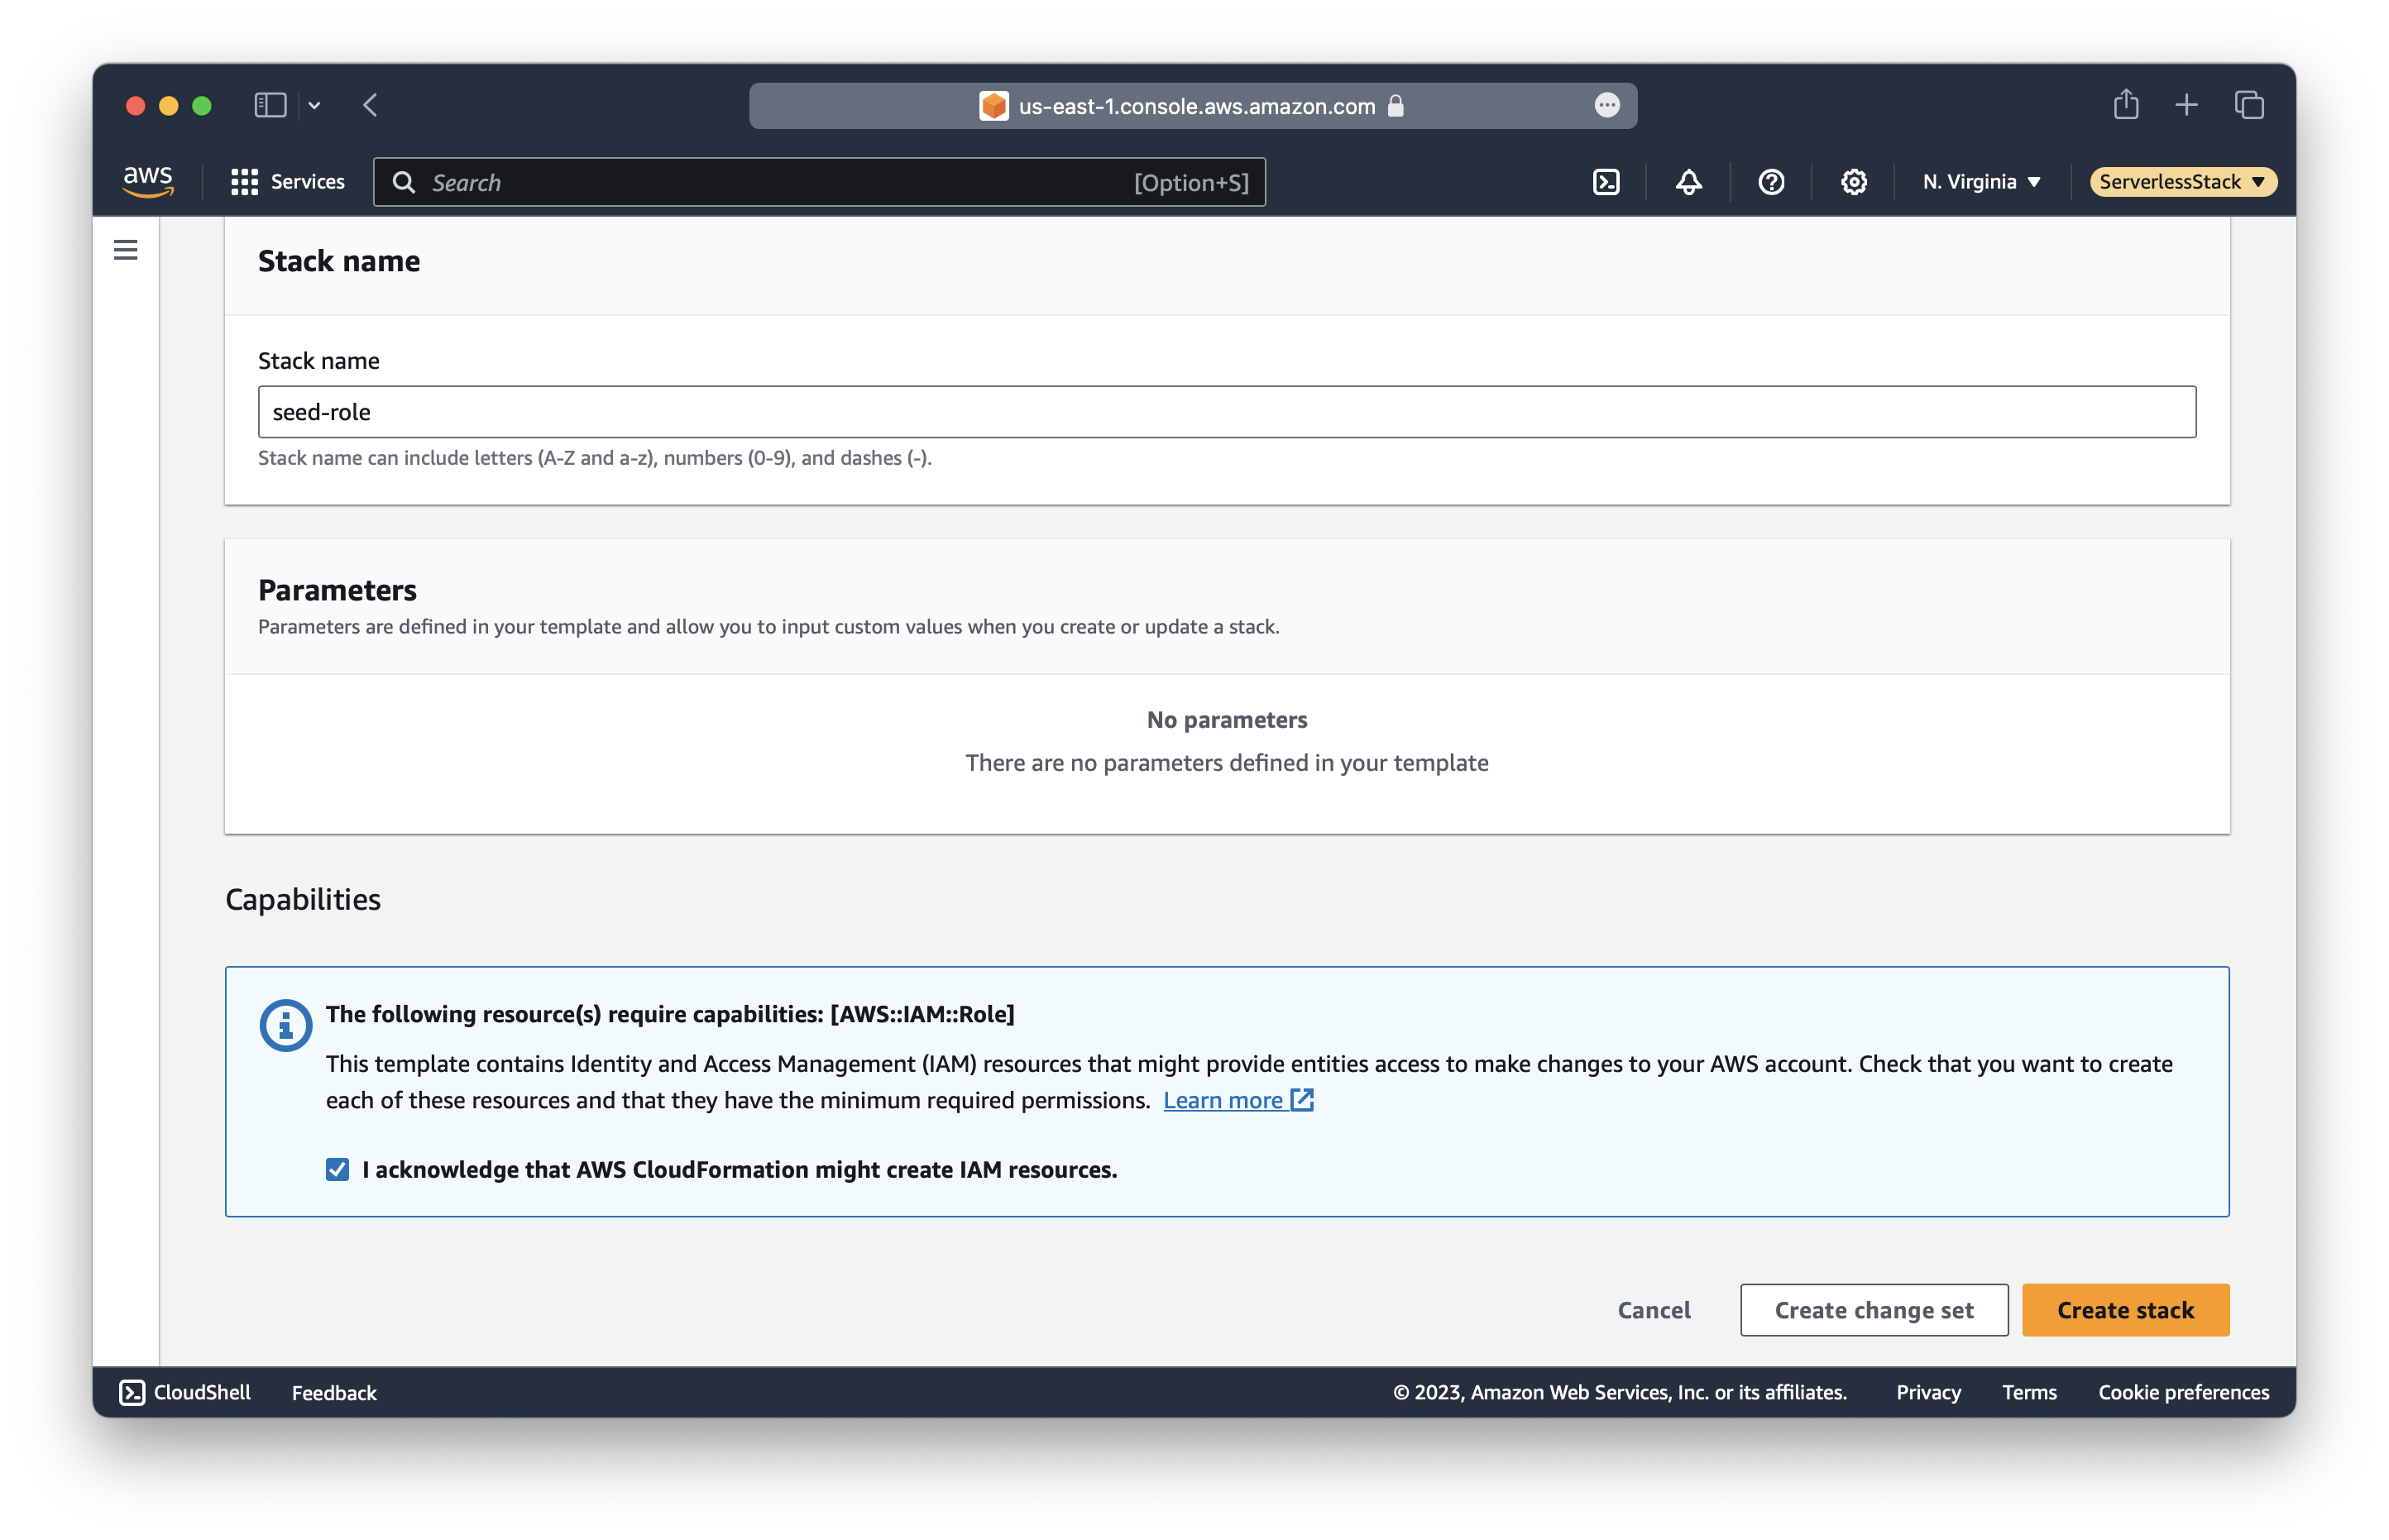 us-east-1.console.aws.amazon.com
aws
Services
Search
[Option+S]
N. Virginia
ServerlessStack
Stack name
Stack name
seed-role
Stack name can include letters (A-Z and a-z), numbers (0-9), and dashes (-).
Parameters
Parameters are defined in your template and allow you to input custom values when you create or update a stack.
No parameters
There are no parameters defined in your template
Capabilities
The following resource(s) require capabilities: [AWS::IAM::Role]
This template contains Identity and Access Management (IAM) resources that might provide entities access to make changes to your AWS account. Check that you want to create
each of these resources and that they have the minimum required permissions. Learn more
I acknowledge that AWS CloudFormation might create IAM resources.
Cancel
Create change set
Create stack
CloudShell
Feedback
© 2023, Amazon Web Services, Inc. or its affiliates.
Privacy
Terms
Cookie preferences